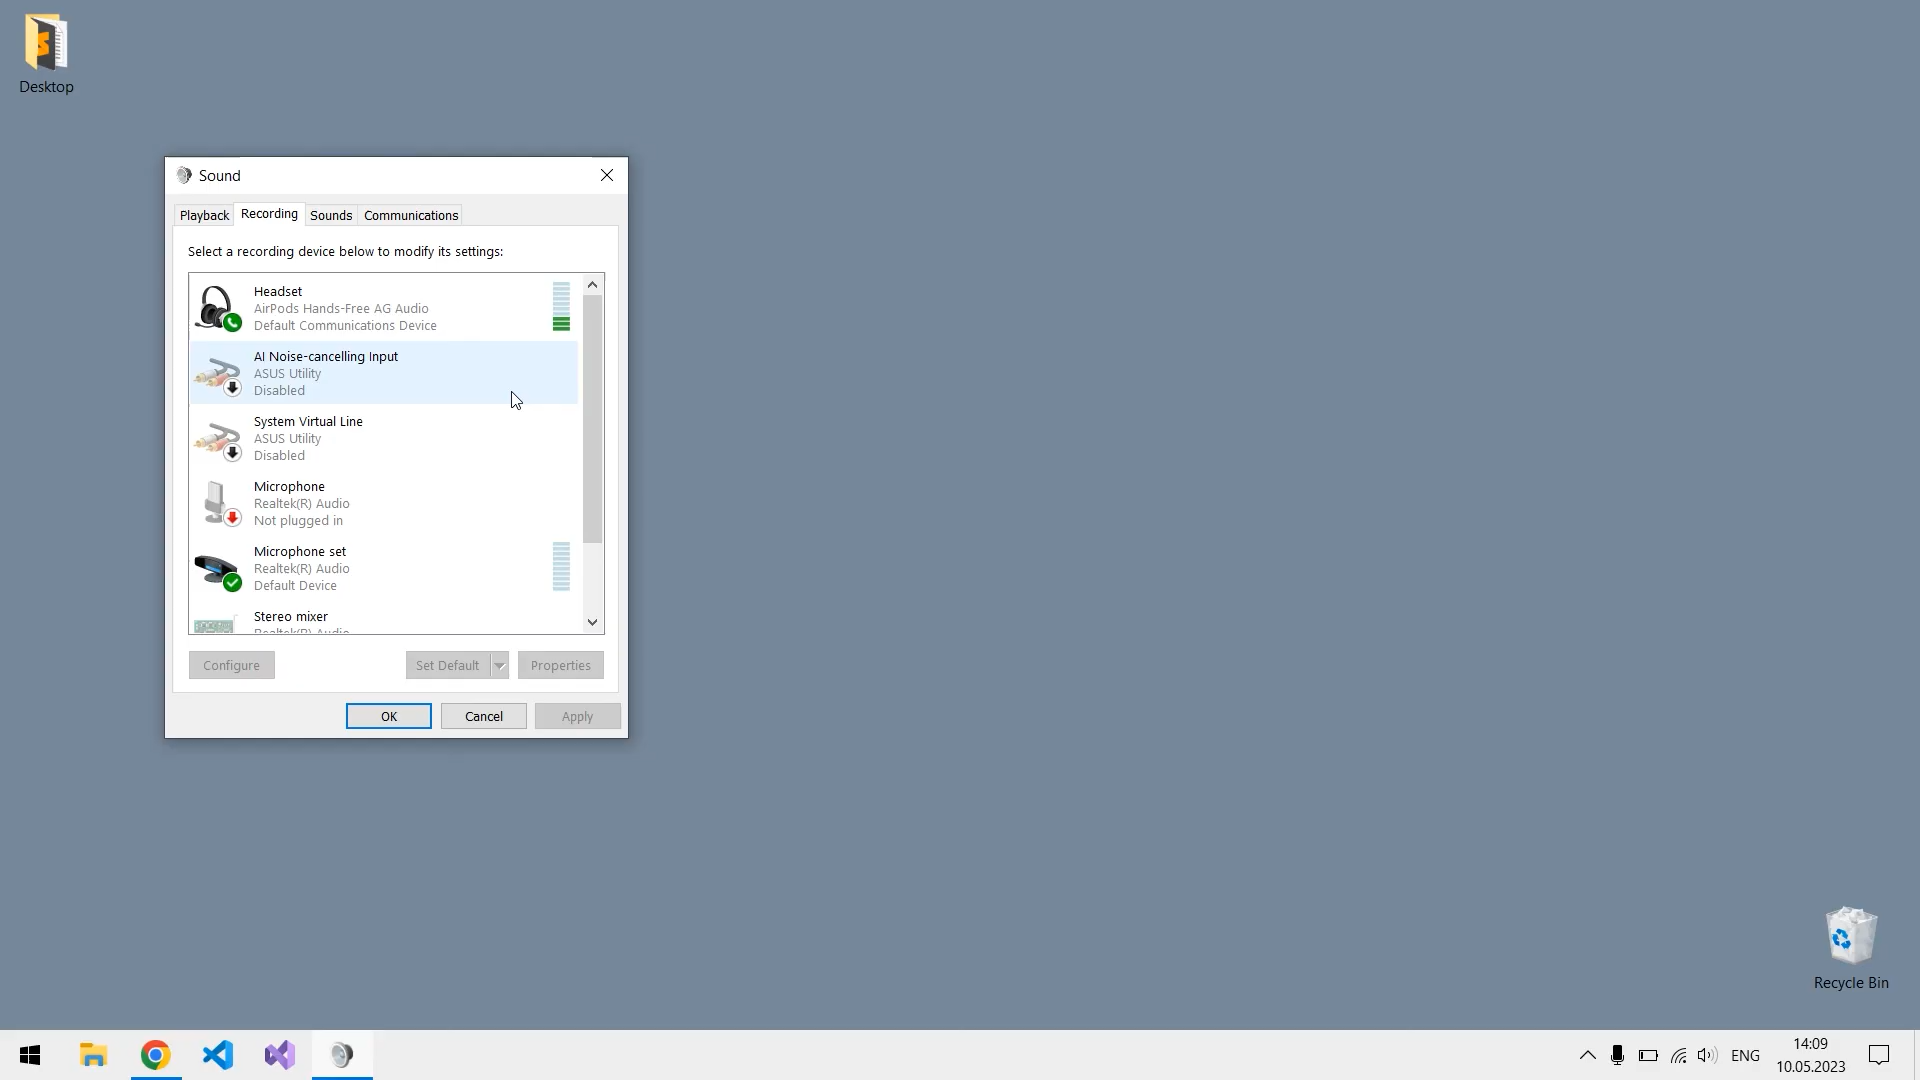 Desktop
Sound
Playback Recording Sounds Communications
Select a recording device below to modify its settings:
Headset
AirPods Hands-Free AG Audio
Default Communications Device
AI Noise-cancelling Input
ASUS Utility
Disabled
System Virtual Line
ASUS Utility
Disabled
Microphone
Realtek(R) Audio
Not plugged in
Microphone set
Realtek(R) Audio
Default Device
Stereo mixer
Realtek(R) Audio
Configure Set Default Properties
OK Cancel Apply
Recycle Bin
ENG
14:09
10.05.2023